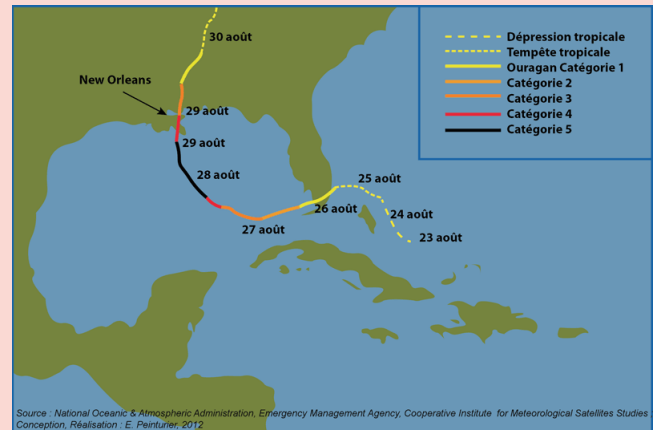 30 août
Dépression tropicale
Tempête tropicale
Ouragan Catégorie 1
Catégorie 2
Catégorie 3
Catégorie 4
Catégorie 5
New Orleans
29 août
29 août
28 août
25 août
26 août
24 août
27 août
23 août
Source : National Oceanic & Atmospheric Administration, Emergency Management Agency, Cooperative Institute for Meteorological Satellites Studies ;
Conception, Réalisation : E. Peinturier, 2012